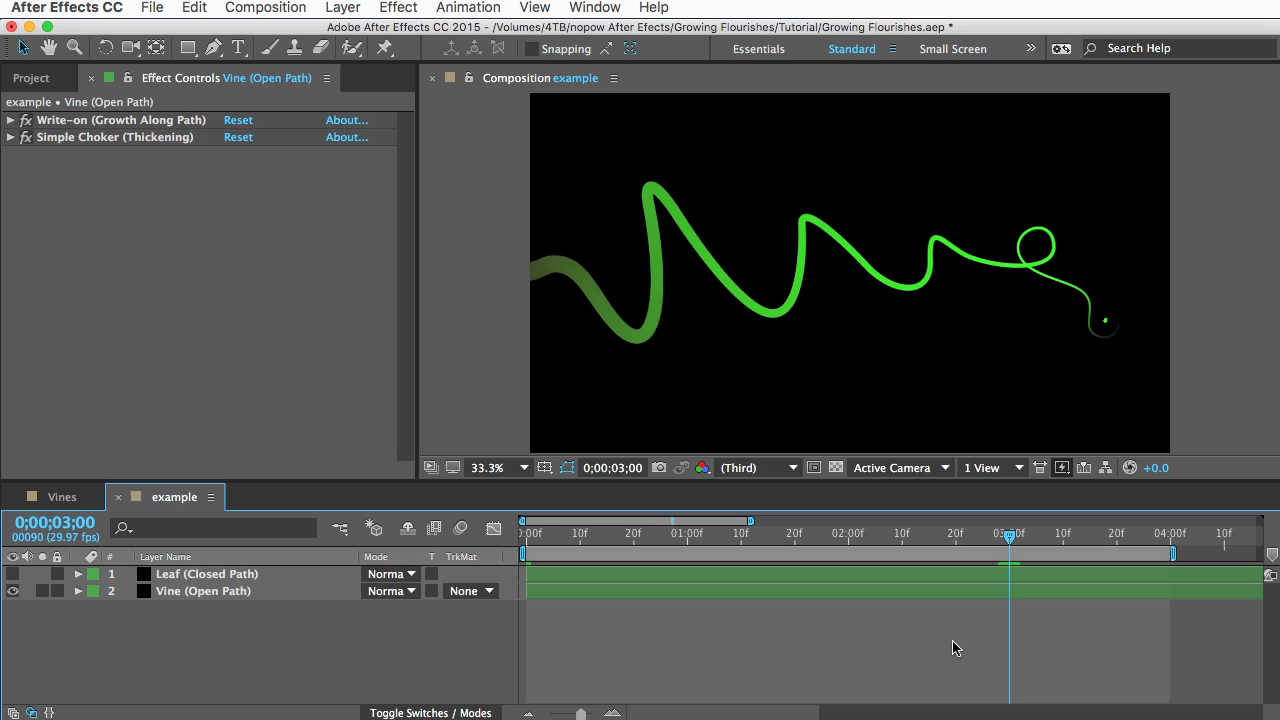 After Effects CC File Edit Composition Layer Effect Animation View Window Help
Adobe After Effects CC 2015 - /Volumes/4TB/nopow After Efects/Growing Flourishes/Tutorial/Growing Flourishes.aep *
T Snapping Essentials Standard Small Screen » Search Help
Project × Effect Controls Vine (Open Path) × Composition example
example • Vine (Open Path)
fx Write-on (Growth Along Path) Reset About...
fx Simple Choker (Thickening) Reset About...
33.3% 0;00;03;00 (Third) Active Camera 1 View +0.0
Vines × example
0;00;03;00
00090 (29.97 fps)
):00f 10f 20f 01:00f 10f 20f 02:00f 10f 20f 03:00f 10f 20f 04:00f 10f
# Layer Name Mode T TrkMat
1 Leaf (Closed Path) Norma
2 Vine (Open Path) Norma None
Toggle Switches / Modes